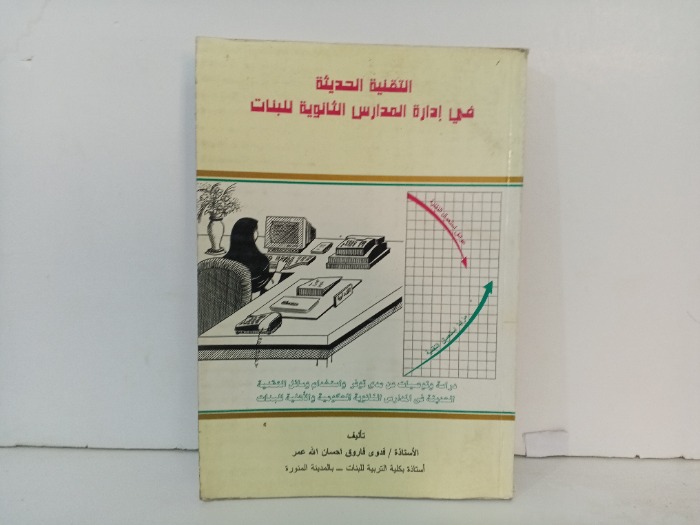 التقنية الحديثة
في إدارة المدارس الثانوية للبنات
دراسة وتوصيات عن مدى توفر واستخدام وسائل التقنية
الحديثة في المدارس الثانوية الحكومية والأهلية للبنات
تأليف
الأستاذة / فدوى فاروق احسان الله عمر
أستاذة بكلية التربية للبنات – بالمدينة المنورة